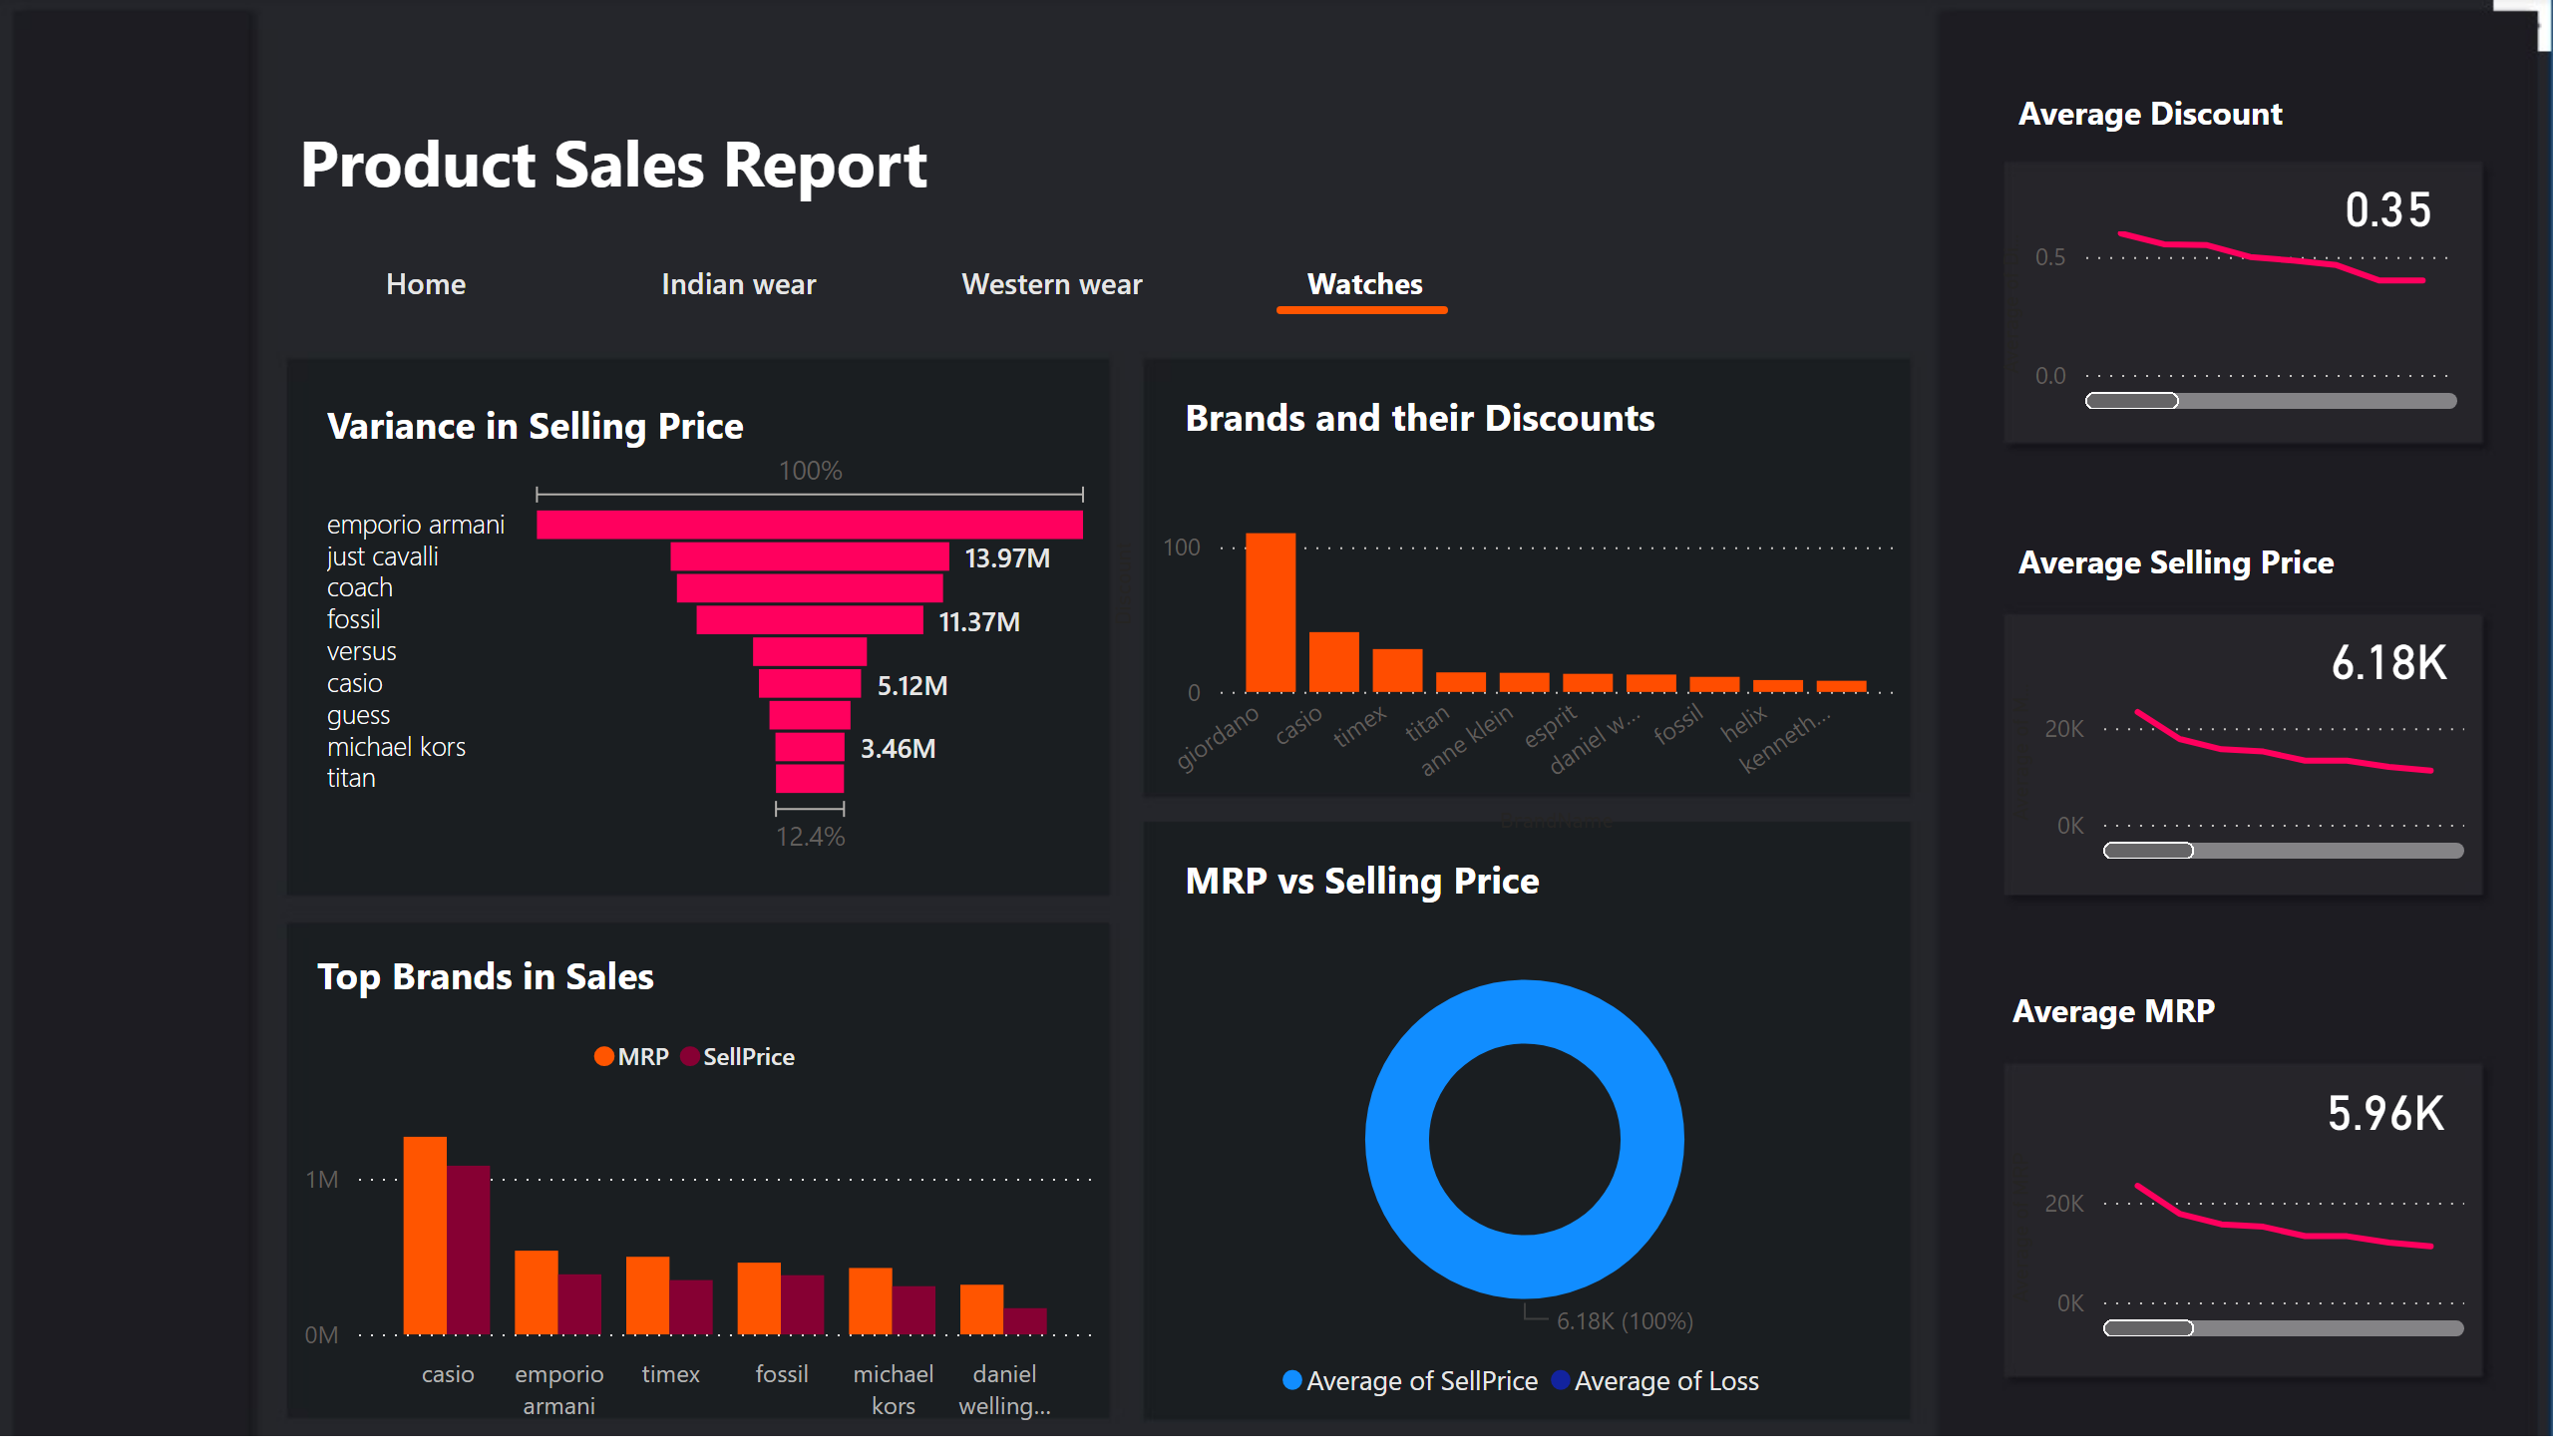 Product Sales Report
Home
Indian wear
Western wear
Watches
Variance in Selling Price
100%
emporio armani
just cavalli
13.97M
coach
fossil
11.37M
versus
casio
5.12M
guess
michael kors
3.46M
titan
12.4%
Brands and their Discounts
100
0
giordano
casio
timex
titan
anne klein
esprit
daniel w...
fossil
helix
kenneth...
BrandName
Top Brands in Sales
MRP
SellPrice
1M
0M
casio
emporio
armani
timex
fossil
michael
kors
daniel
welling...
MRP vs Selling Price
6.18K (100%)
Average of SellPrice
Average of Loss
Average Discount
0.35
0.5
0.0
Average Selling Price
6.18K
20K
0K
Average MRP
5.96K
20K
0K